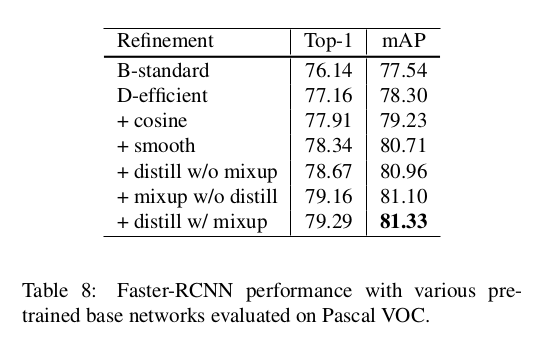 Refinement Top-1 mAP
B-standard 76.14 77.54
D-efficient 77.16 78.30
+ cosine 77.91 79.23
+ smooth 78.34 80.71
+ distill w/o mixup 78.67 80.96
+ mixup w/o distill 79.16 81.10
+ distill w/ mixup 79.29 81.33
Table 8: Faster-RCNN performance with various pre-
trained base networks evaluated on Pascal VOC.